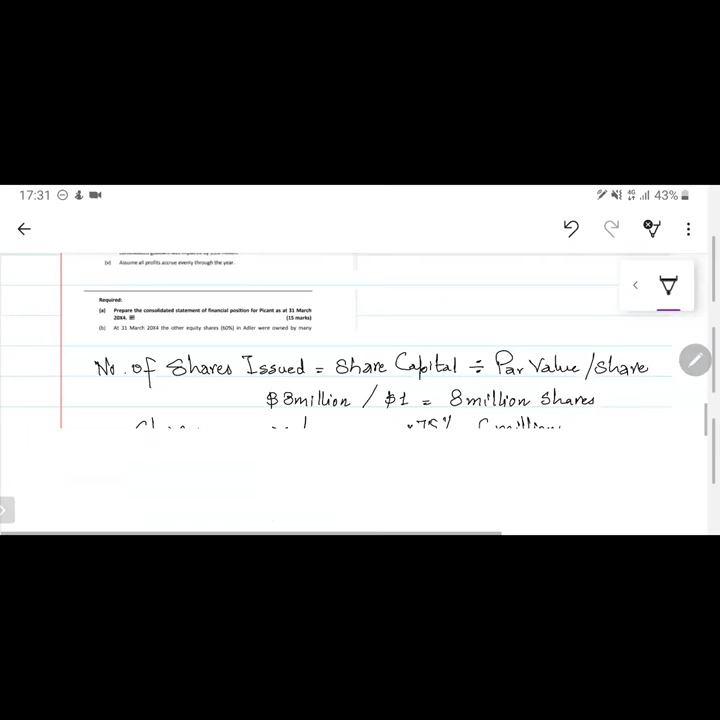 17:31
4G 43%
(v) Assume all profits accrue evenly through the year.
Required:
(a) Prepare the consolidated statement of financial position for Picant as at 31 March
20X4.
(15 marks)
(b) At 31 March 20X4 the other equity shares (60%) in Adler were owned by many
No. of Shares Issued = Share Capital ÷ Par Value/Share
$8million / $1 = 8million Shares